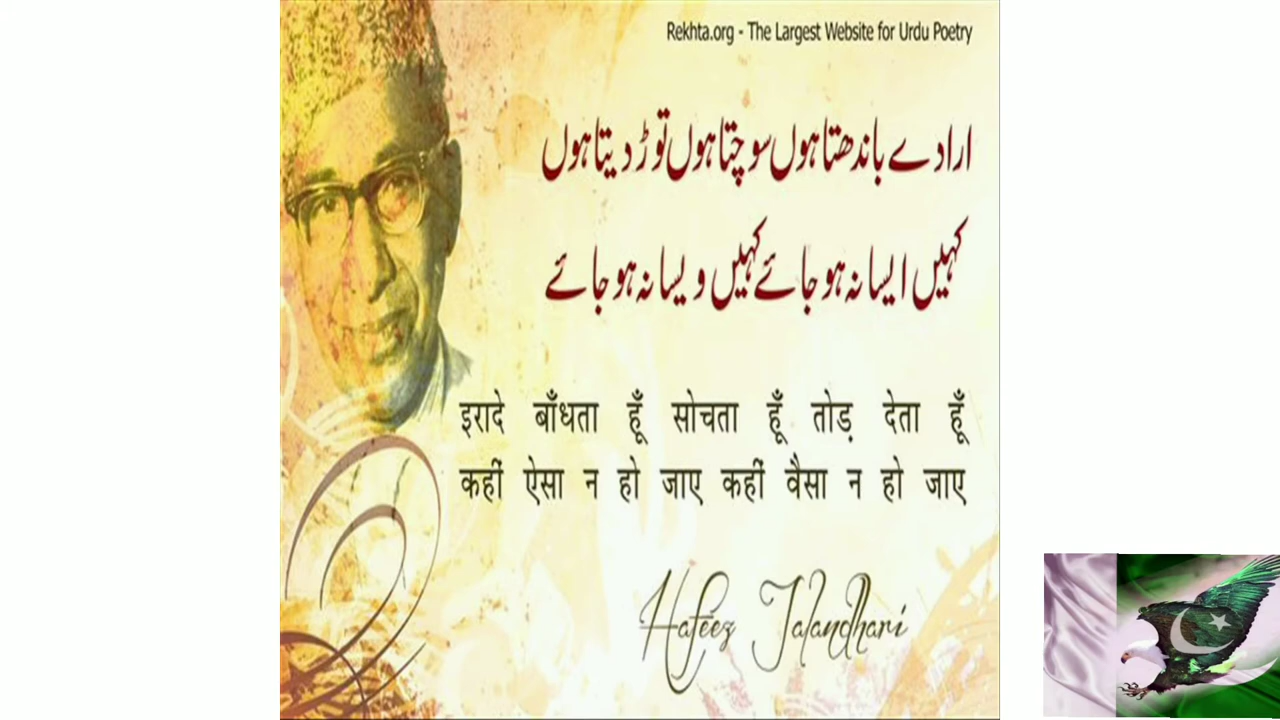 Rekhta.org - The Largest Website for Urdu Poetry
ارادے باندھتا ہوں سوچتا ہوں توڑ دیتا ہوں
کہیں ایسا نہ ہو جائے کہیں ویسا نہ ہو جائے
इरादे बाँधता हूँ सोचता हूँ तोड़ देता हूँ
कहीं ऐसा न हो जाए कहीं वैसा न हो जाए
Hafeez Jalandhari